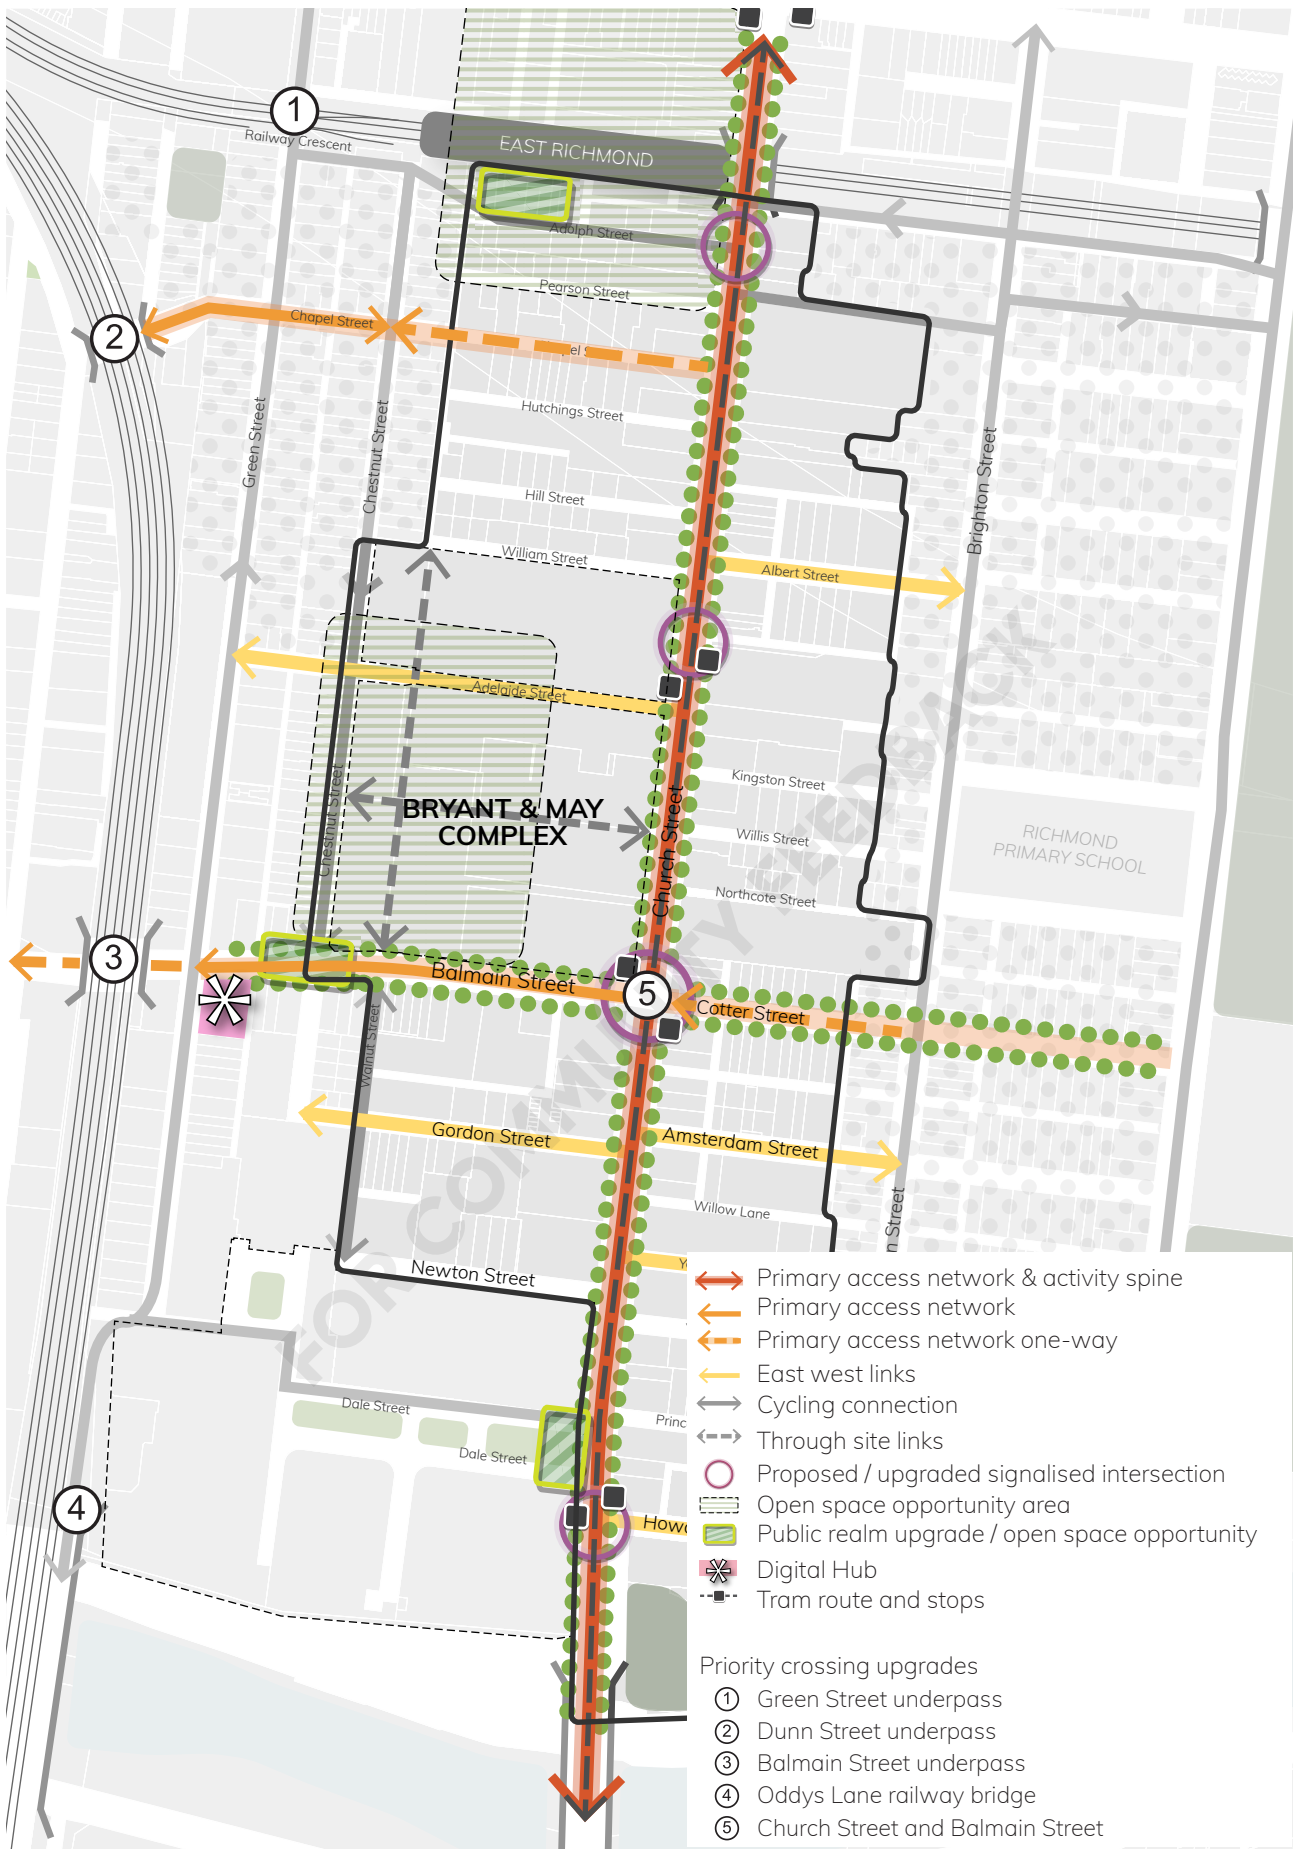 1
Railway Crescent
EAST RICHMOND
Adolph Street
Pearson Street
2
Chapel Street
Hutchings Street
Green Street
Chestnut Street
Hill Street
William Street
Brighton Street
Albert Street
Adelaide Street
Kingston Street
Chestnut Street
BRYANT & MAY
COMPLEX
Church Street
Willis Street
RICHMOND
PRIMARY SCHOOL
Northcote Street
3
Balmain Street
5
Cotter Street
Walnut Street
Gordon Street
Amsterdam Street
Willow Lane
n Street
Newton Street
FOR COMMUNITY FEEDBACK
Dale Street
Dale Street
Princ
Howa
4
Primary access network & activity spine
Primary access network
Primary access network one-way
East west links
Cycling connection
Through site links
Proposed / upgraded signalised intersection
Open space opportunity area
Public realm upgrade / open space opportunity
Digital Hub
Tram route and stops
Priority crossing upgrades
1 Green Street underpass
2 Dunn Street underpass
3 Balmain Street underpass
4 Oddys Lane railway bridge
5 Church Street and Balmain Street